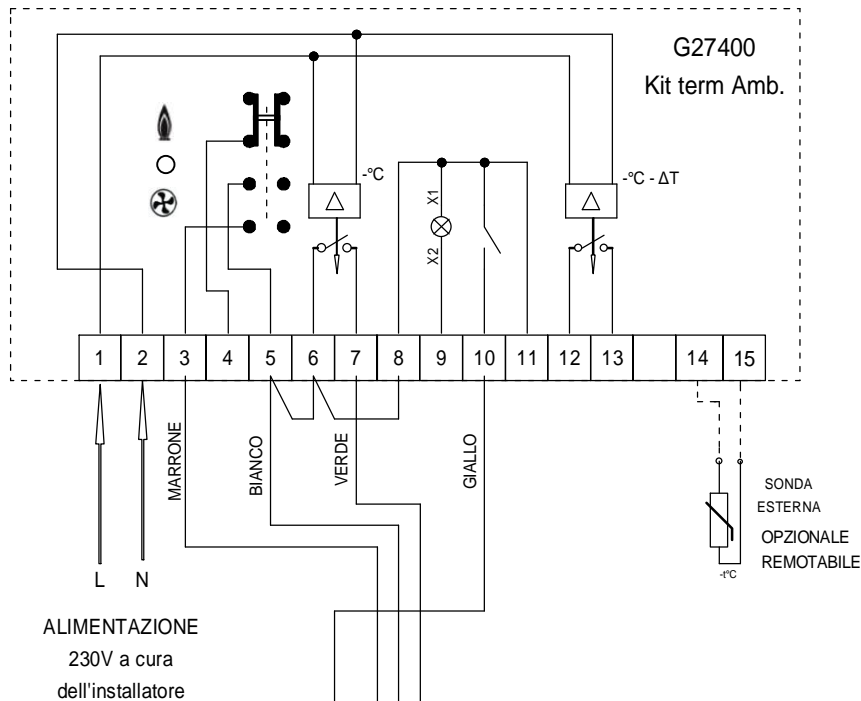 G27400
Kit term Amb.
-°C
-°C - ΔT
X1
X2
1 2 3 4 5 6 7 8 9 10 11 12 13 14 15
MARRONE
BIANCO
VERDE
GIALLO
L N
ALIMENTAZIONE
230V a cura
dell'installatore
SONDA
ESTERNA
OPZIONALE
REMOTABILE
-t°C